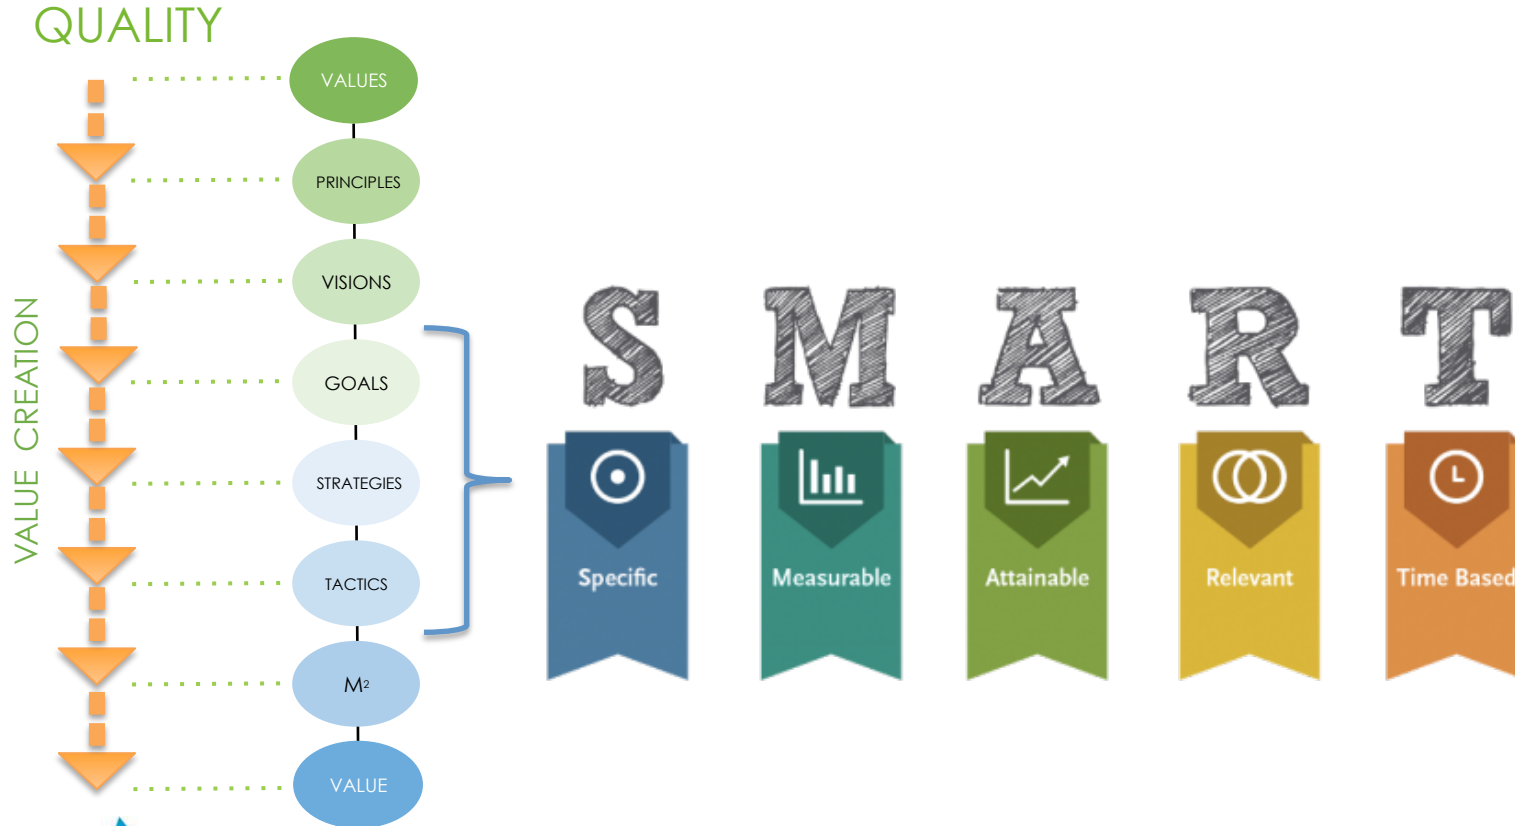 QUALITY
VALUE CREATION
VALUES
PRINCIPLES
VISIONS
GOALS
STRATEGIES
TACTICS
M²
VALUE
S M A R T
Specific
Measurable
Attainable
Relevant
Time Based